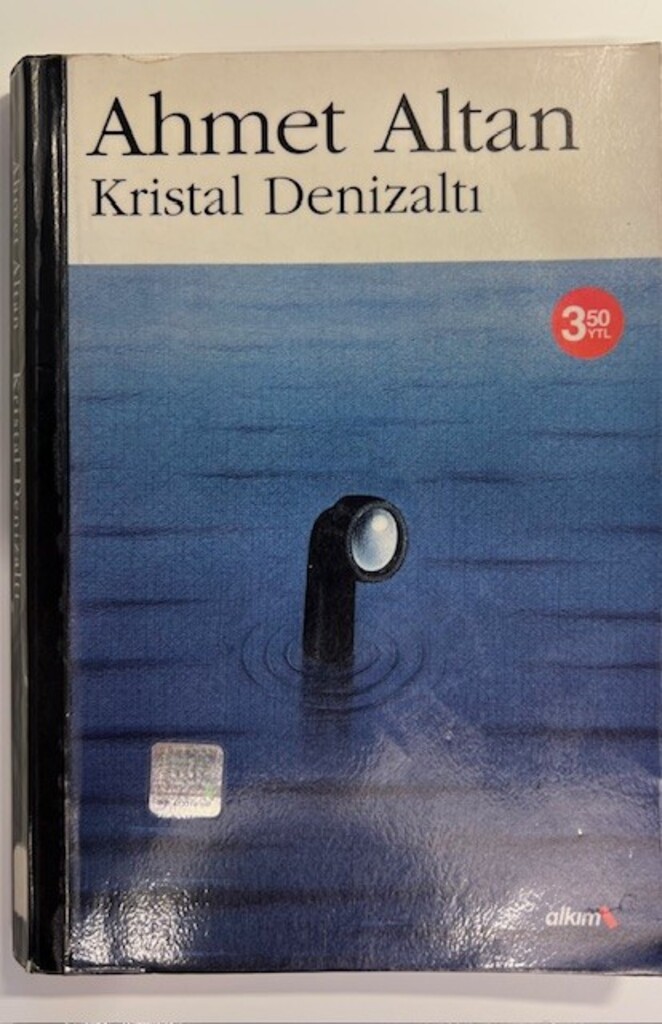 Ahmet Altan
Kristal Denizaltı
3 50
YTL
Ahmet Altan Kristal Denizaltı
alkım